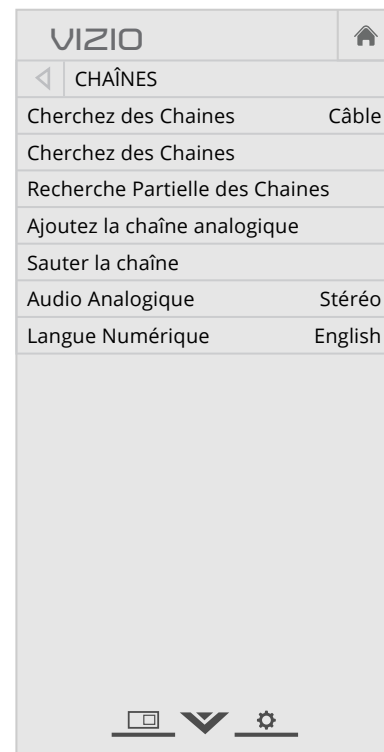 VIZIO
CHAÎNES
Cherchez des Chaines Câble
Cherchez des Chaines
Recherche Partielle des Chaines
Ajoutez la chaîne analogique
Sauter la chaîne
Audio Analogique Stéréo
Langue Numérique English